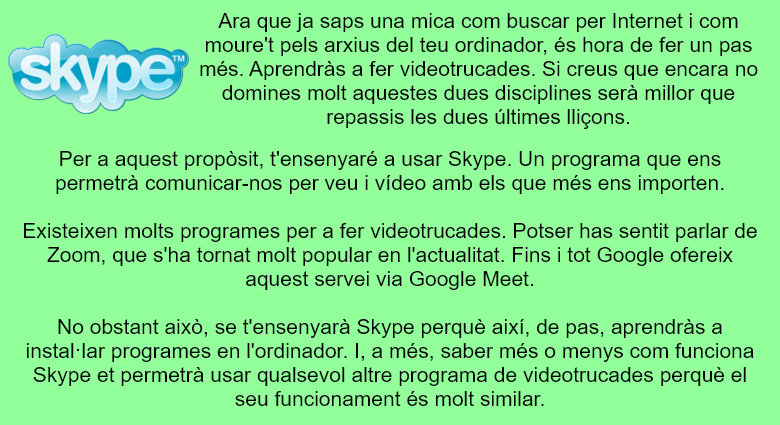 skype™
Ara que ja saps una mica com buscar per Internet i com
moure't pels arxius del teu ordinador, és hora de fer un pas
més. Aprendràs a fer videotrucades. Si creus que encara no
domines molt aquestes dues disciplines serà millor que
repassis les dues últimes lliçons.
Per a aquest propòsit, t'ensenyaré a usar Skype. Un programa que ens
permetrà comunicar-nos per veu i vídeo amb els que més ens importen.
Existeixen molts programes per a fer videotrucades. Potser has sentit parlar de
Zoom, que s'ha tornat molt popular en l'actualitat. Fins i tot Google ofereix
aquest servei via Google Meet.
No obstant això, se t'ensenyarà Skype perquè així, de pas, aprendràs a
instal·lar programes en l'ordinador. I, a més, saber més o menys com funciona
Skype et permetrà usar qualsevol altre programa de videotrucades perquè el
seu funcionament és molt similar.